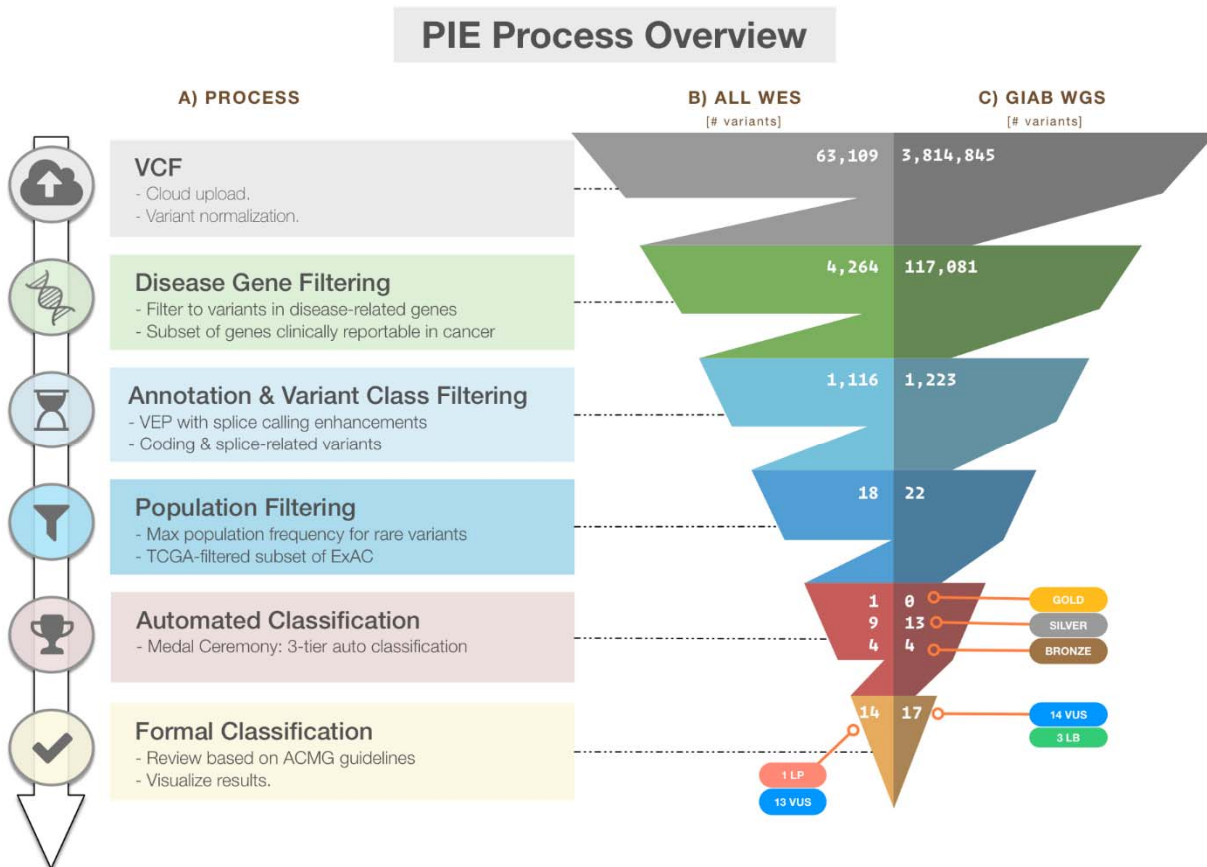 PIE Process Overview
A) PROCESS
B) ALL WES
[# variants]
C) GIAB WGS
[# variants]
VCF
- Cloud upload.
- Variant normalization.
63,109
3,814,845
Disease Gene Filtering
- Filter to variants in disease-related genes
- Subset of genes clinically reportable in cancer
4,264
117,081
Annotation & Variant Class Filtering
- VEP with splice calling enhancements
- Coding & splice-related variants
1,116
1,223
Population Filtering
- Max population frequency for rare variants
- TCGA-filtered subset of ExAC
18
22
Automated Classification
- Medal Ceremony: 3-tier auto classification
1
0
GOLD
9
13
SILVER
4
4
BRONZE
Formal Classification
- Review based on ACMG guidelines
- Visualize results.
14
17
14 VUS
3 LB
1 LP
13 VUS